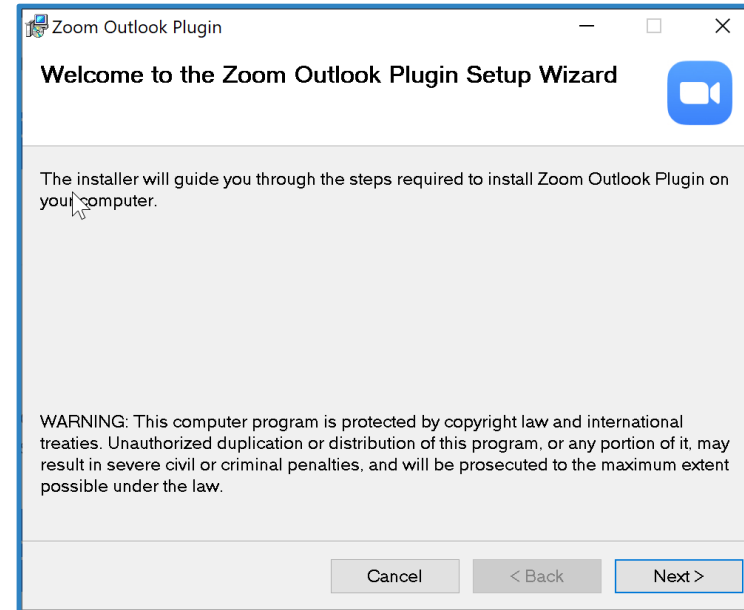 Zoom Outlook Plugin
Welcome to the Zoom Outlook Plugin Setup Wizard
The installer will guide you through the steps required to install Zoom Outlook Plugin on
your computer.
WARNING: This computer program is protected by copyright law and international
treaties. Unauthorized duplication or distribution of this program, or any portion of it, may
result in severe civil or criminal penalties, and will be prosecuted to the maximum extent
possible under the law.
Cancel < Back Next >